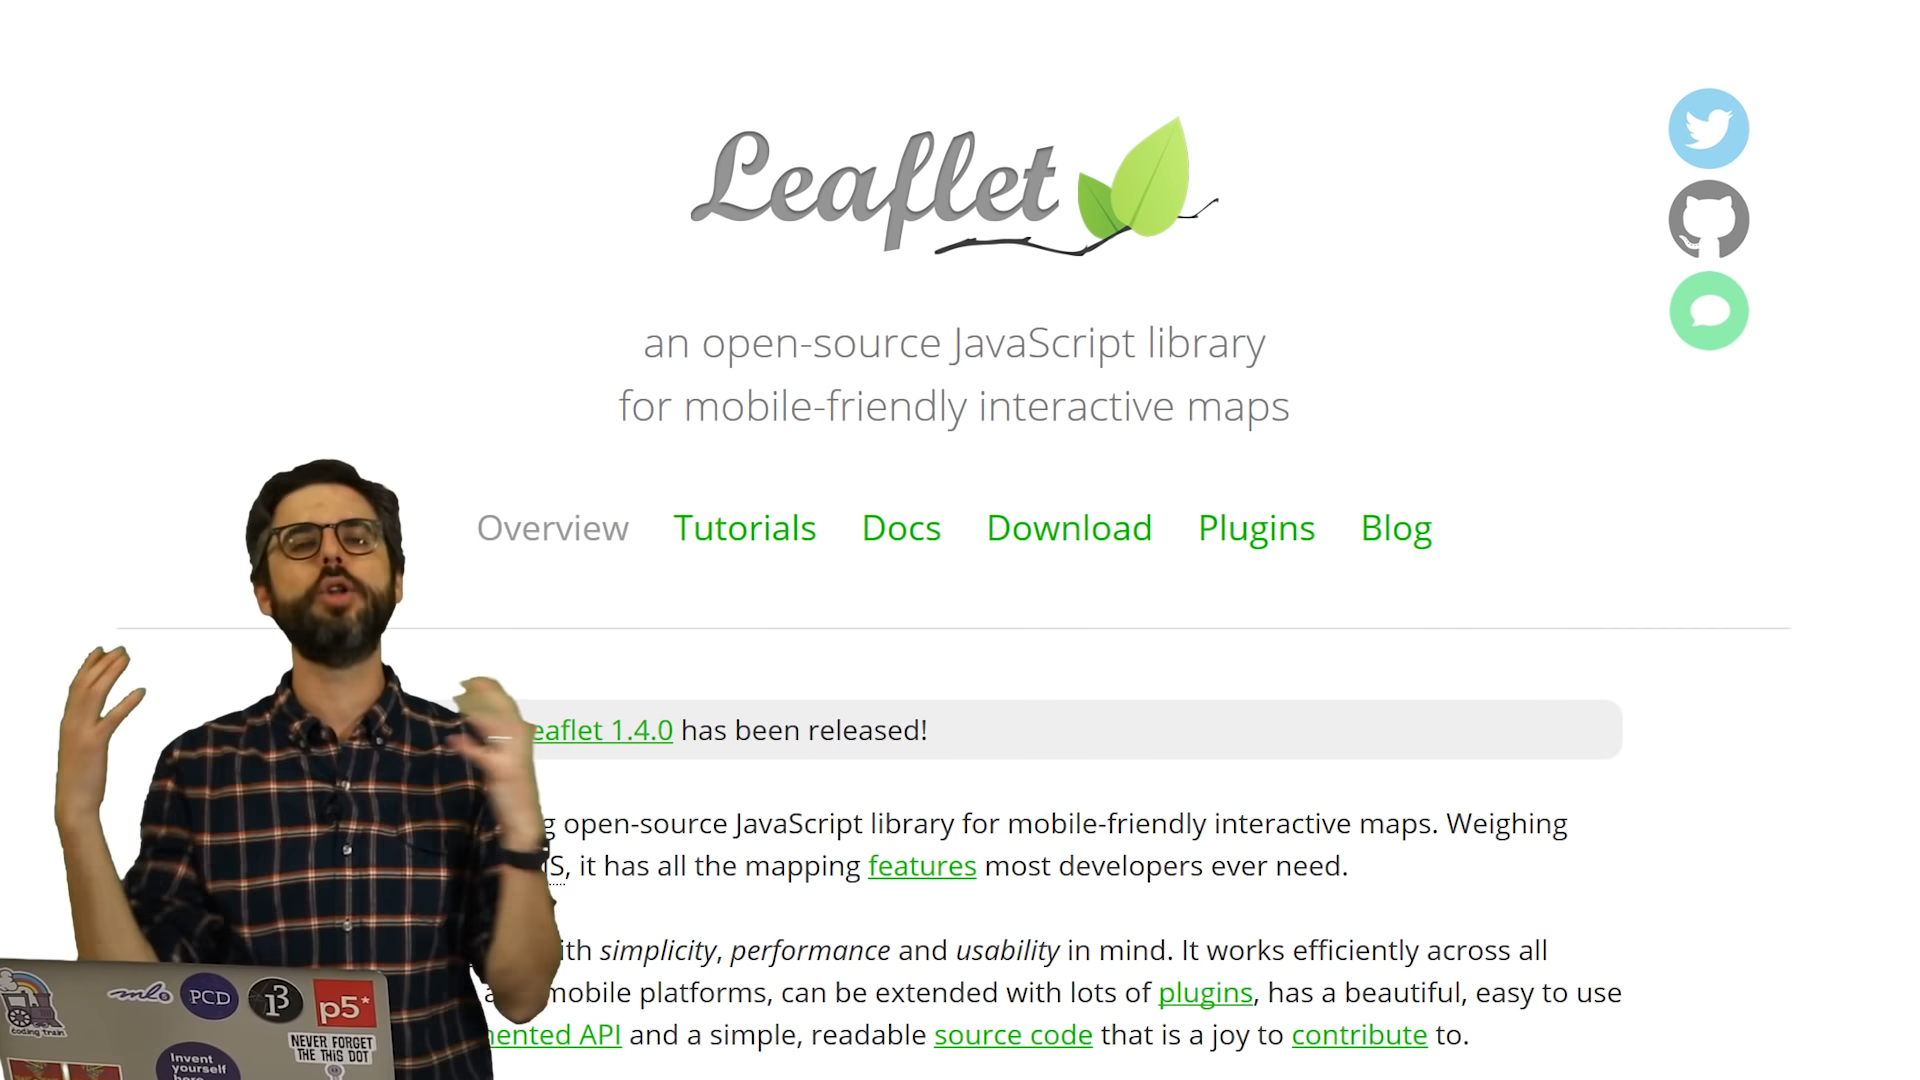 Leaflet
an open-source JavaScript library
for mobile-friendly interactive maps
Overview Tutorials Docs Download Plugins Blog
eaflet 1.4.0 has been released!
g open-source JavaScript library for mobile-friendly interactive maps. Weighing
S, it has all the mapping features most developers ever need.
ith simplicity, performance and usability in mind. It works efficiently across all
mobile platforms, can be extended with lots of plugins, has a beautiful, easy to use
mented API and a simple, readable source code that is a joy to contribute to.
coding train
PCD
i3
p5*
NEVER FORGET
THE THIS DOT
Invent
yourself